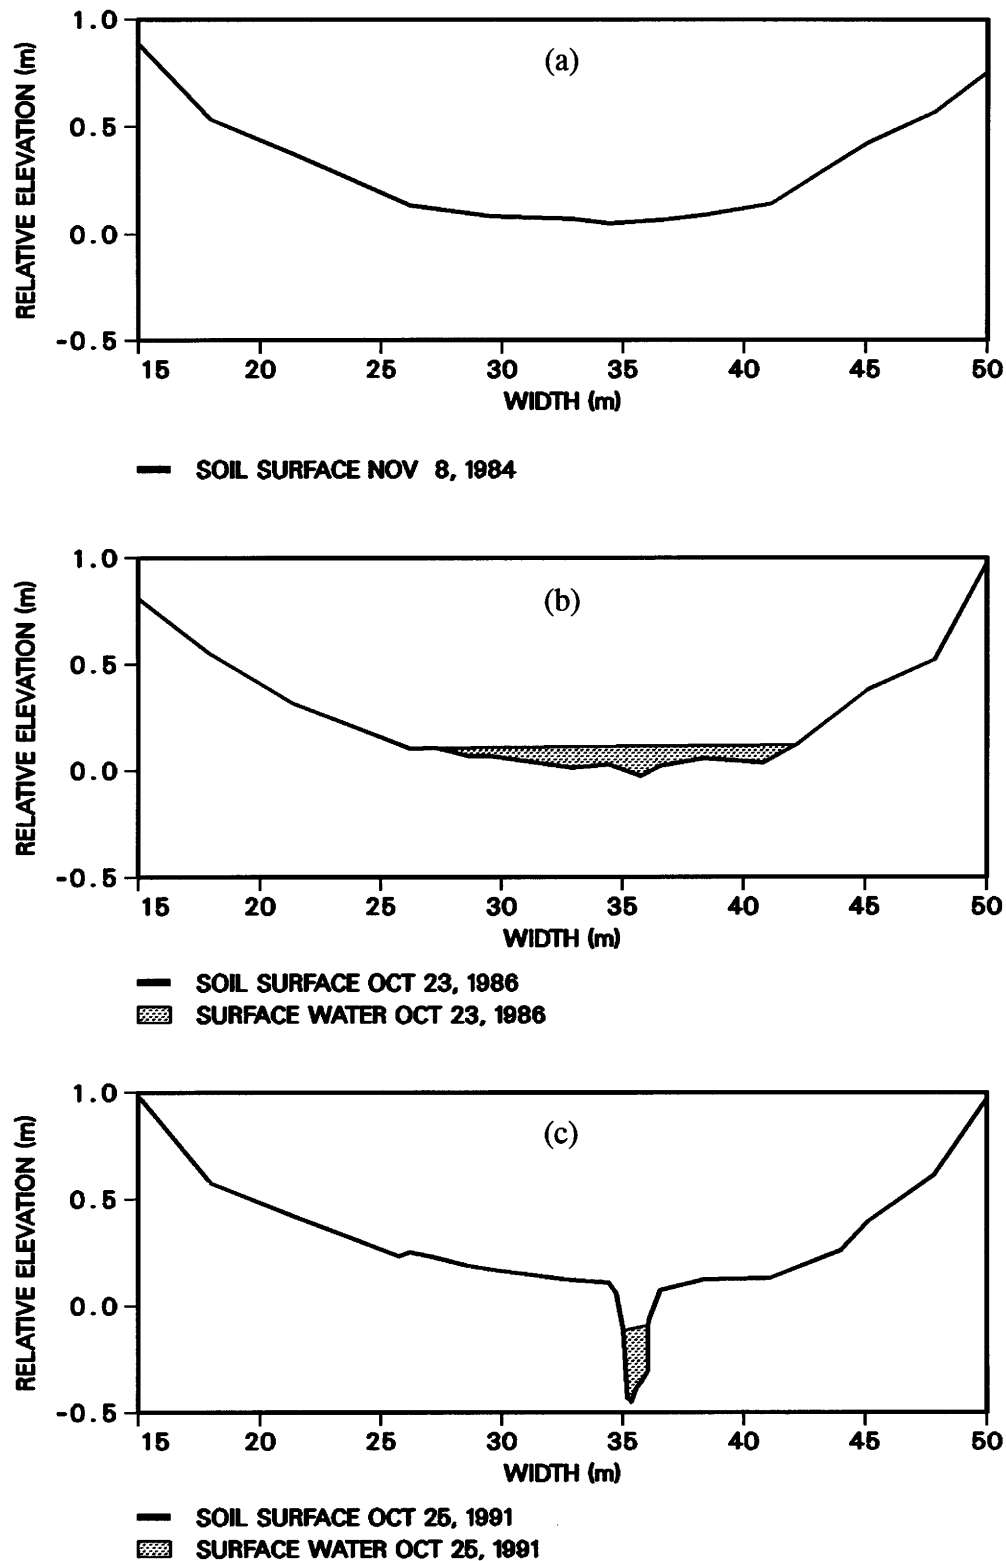 1.0
(a)
0.5
0.0
-0.5
RELATIVE ELEVATION (m)
15 20 25 30 35 40 45 50
WIDTH (m)
SOIL SURFACE NOV 8, 1984
1.0
(b)
0.5
0.0
-0.5
RELATIVE ELEVATION (m)
15 20 25 30 35 40 45 50
WIDTH (m)
SOIL SURFACE OCT 23, 1986
SURFACE WATER OCT 23, 1986
1.0
(c)
0.5
0.0
-0.5
RELATIVE ELEVATION (m)
15 20 25 30 35 40 45 50
WIDTH (m)
SOIL SURFACE OCT 25, 1991
SURFACE WATER OCT 25, 1991